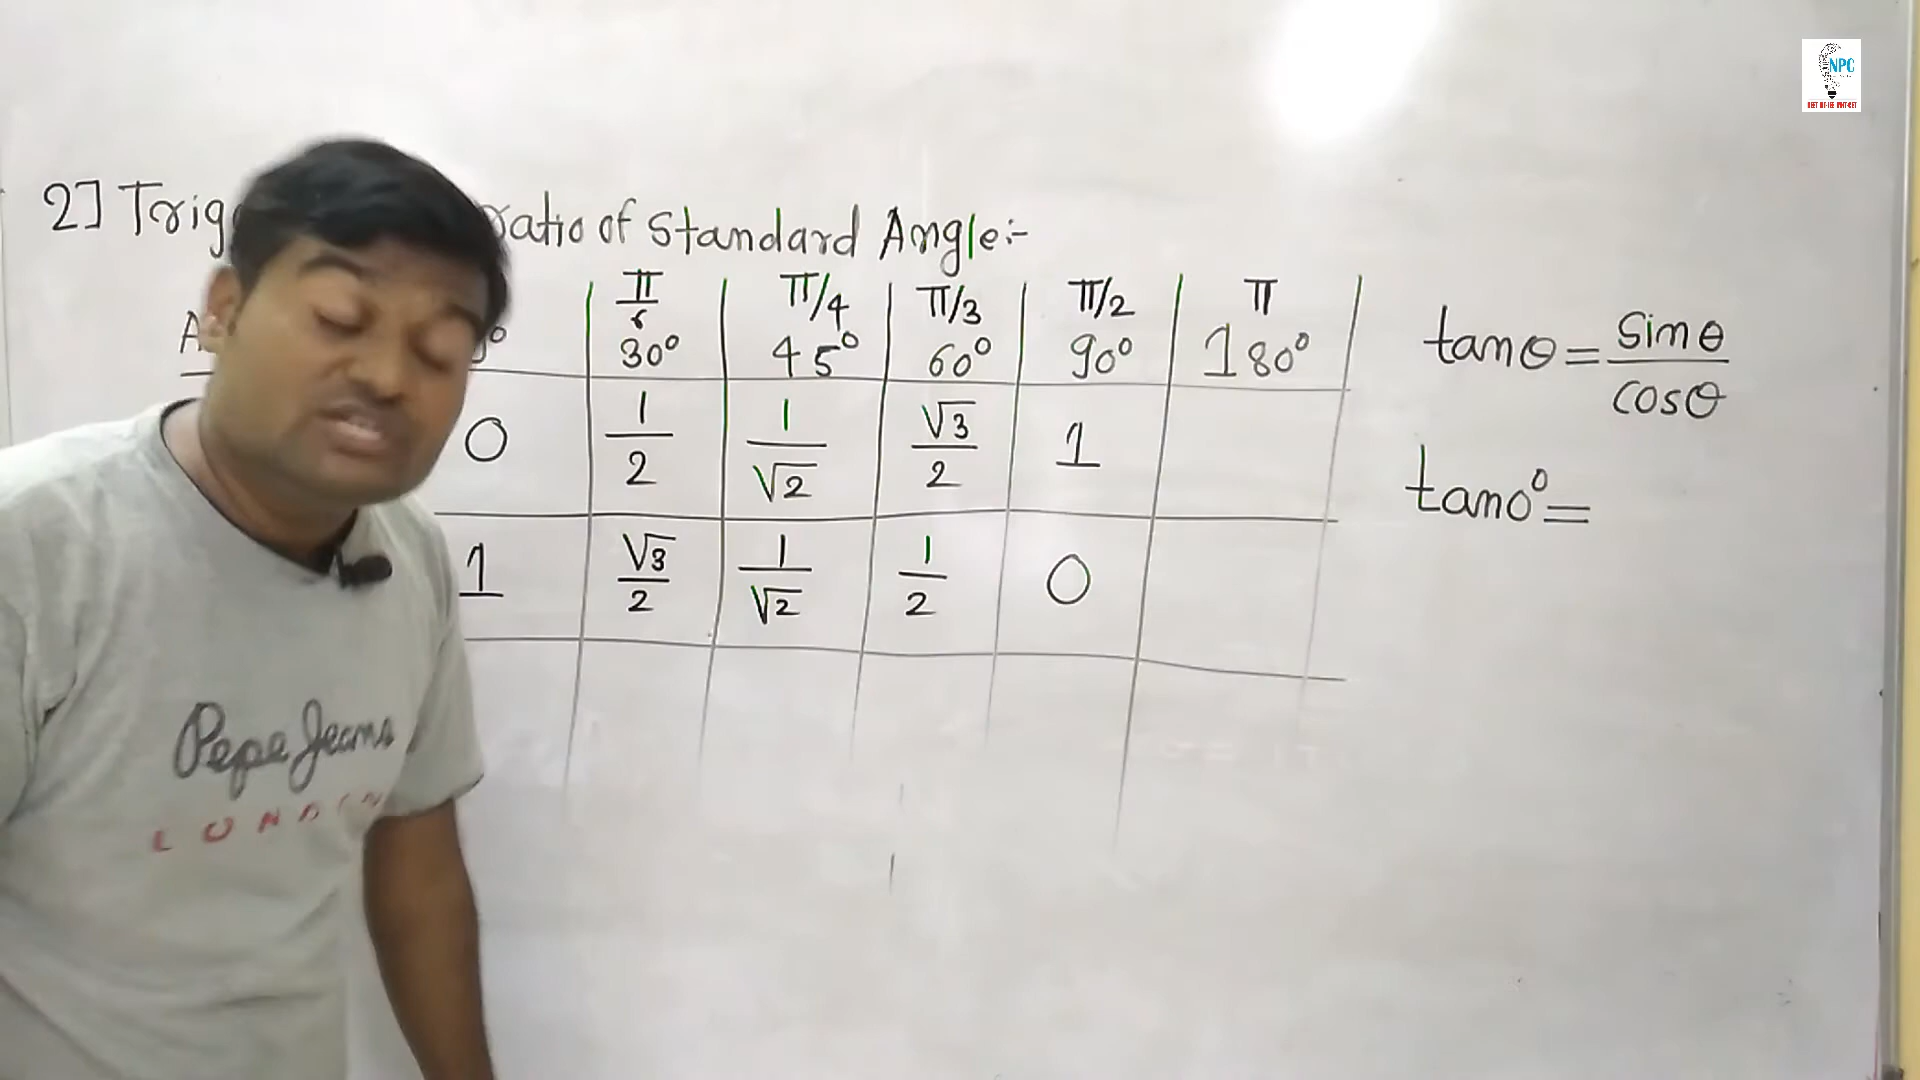 NPC
2] Trig ratio of Standard Angle:-
π/6 π/4 π/3 π/2 π
A 0° 30° 45° 60° 90° 180°
0 1/2 1/√2 √3/2 1
1 √3/2 1/√2 1/2 0
tanθ = sinθ/cosθ
tan0° =
Pepe Jeans
LONDON